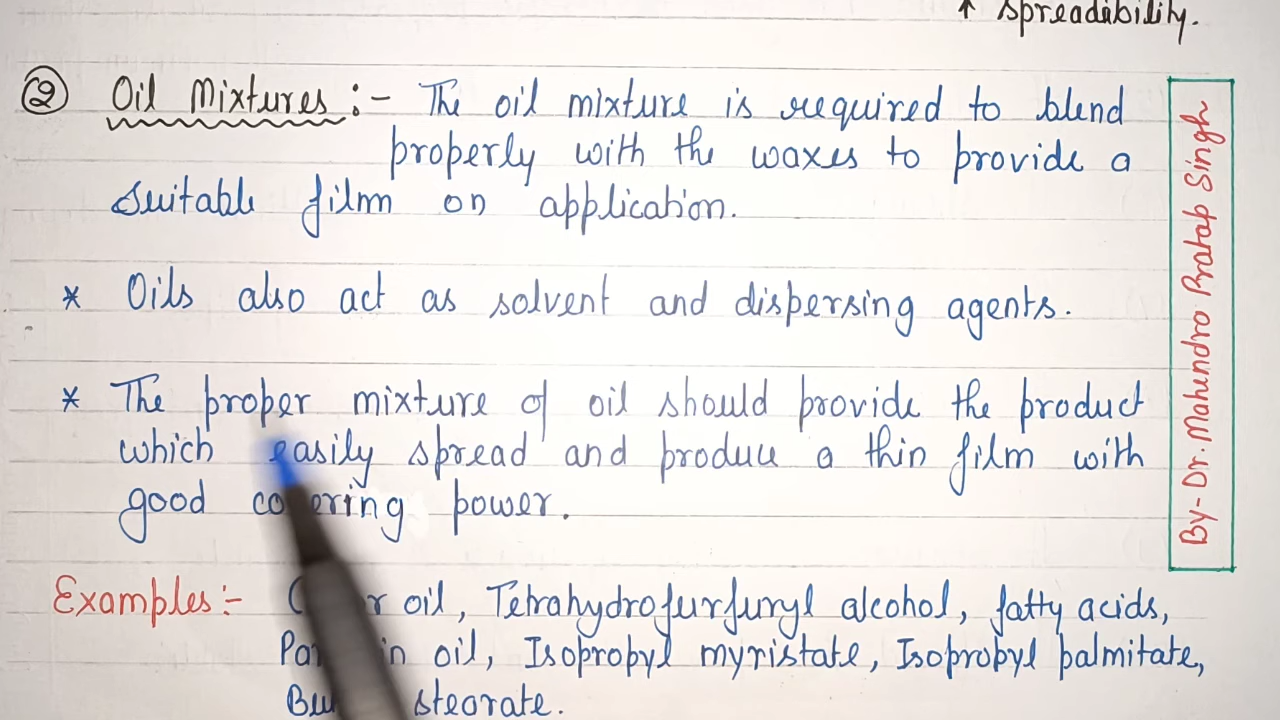 ↑ spreadibility.
② Oil Mixtures :- The oil mixture is required to blend
properly with the waxes to provide a
suitable film on application.
* Oils also act as solvent and dispersing agents.
* The proper mixture of oil should provide the product
which easily spread and produce a thin film with
good covering power.
Examples:- oil, Tetrahydrofurfuryl alcohol, fatty acids,
oil, Isopropyl myristate, Isopropyl palmitate,
stearate.
By- Dr. Mahendra Pratap Singh